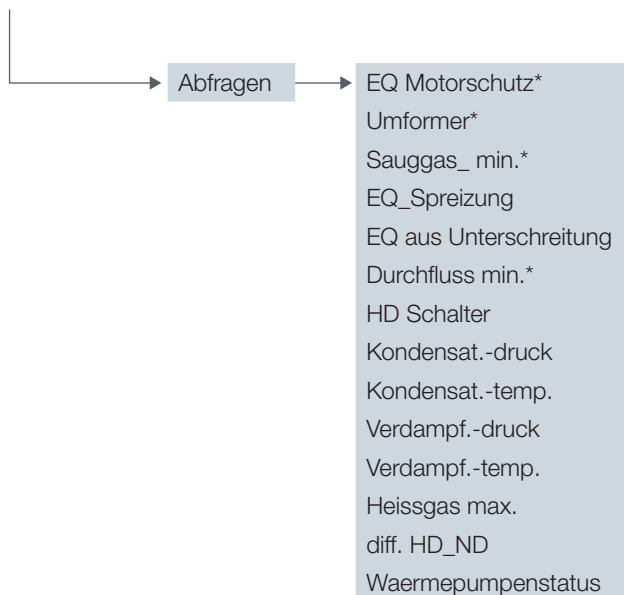 Abfragen
EQ Motorschutz*
Umformer*
Sauggas_ min.*
EQ_Spreizung
EQ aus Unterschreitung
Durchfluss min.*
HD Schalter
Kondensat.-druck
Kondensat.-temp.
Verdampf.-druck
Verdampf.-temp.
Heissgas max.
diff. HD_ND
Waermepumpenstatus